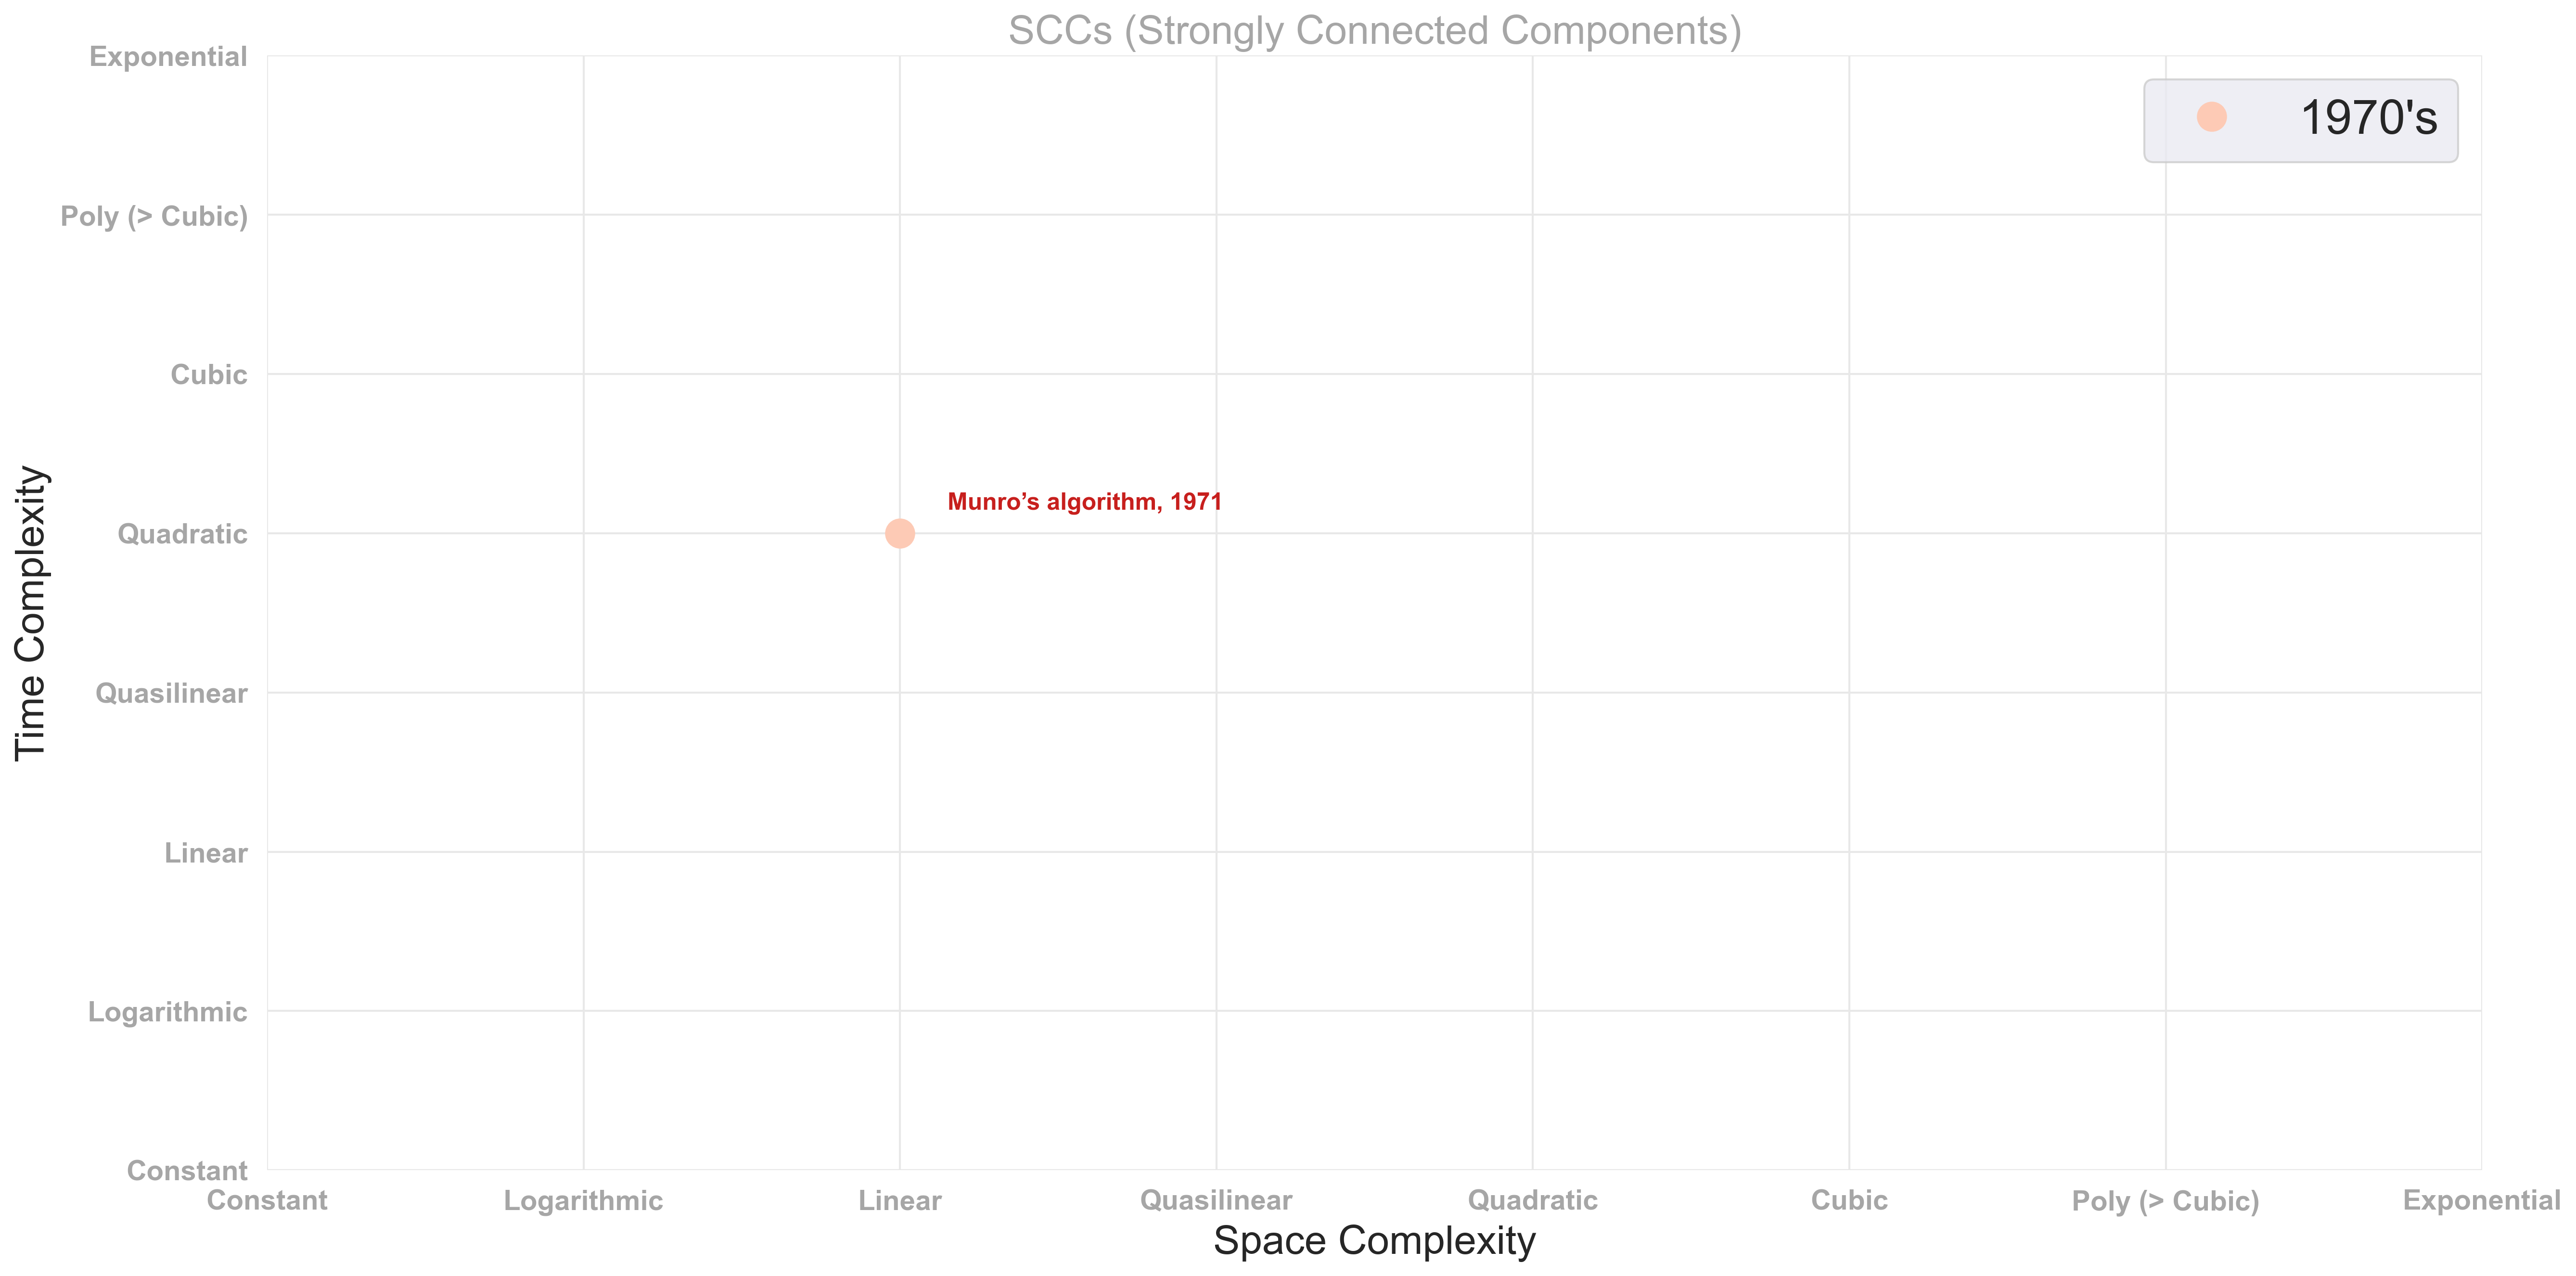 SCCs (Strongly Connected Components)
Exponential
1970's
Poly (> Cubic)
Cubic
Munro’s algorithm, 1971
Quadratic
Time Complexity
Quasilinear
Linear
Logarithmic
Constant
Constant Logarithmic Linear Quasilinear Quadratic Cubic Poly (> Cubic) Exponential
Space Complexity